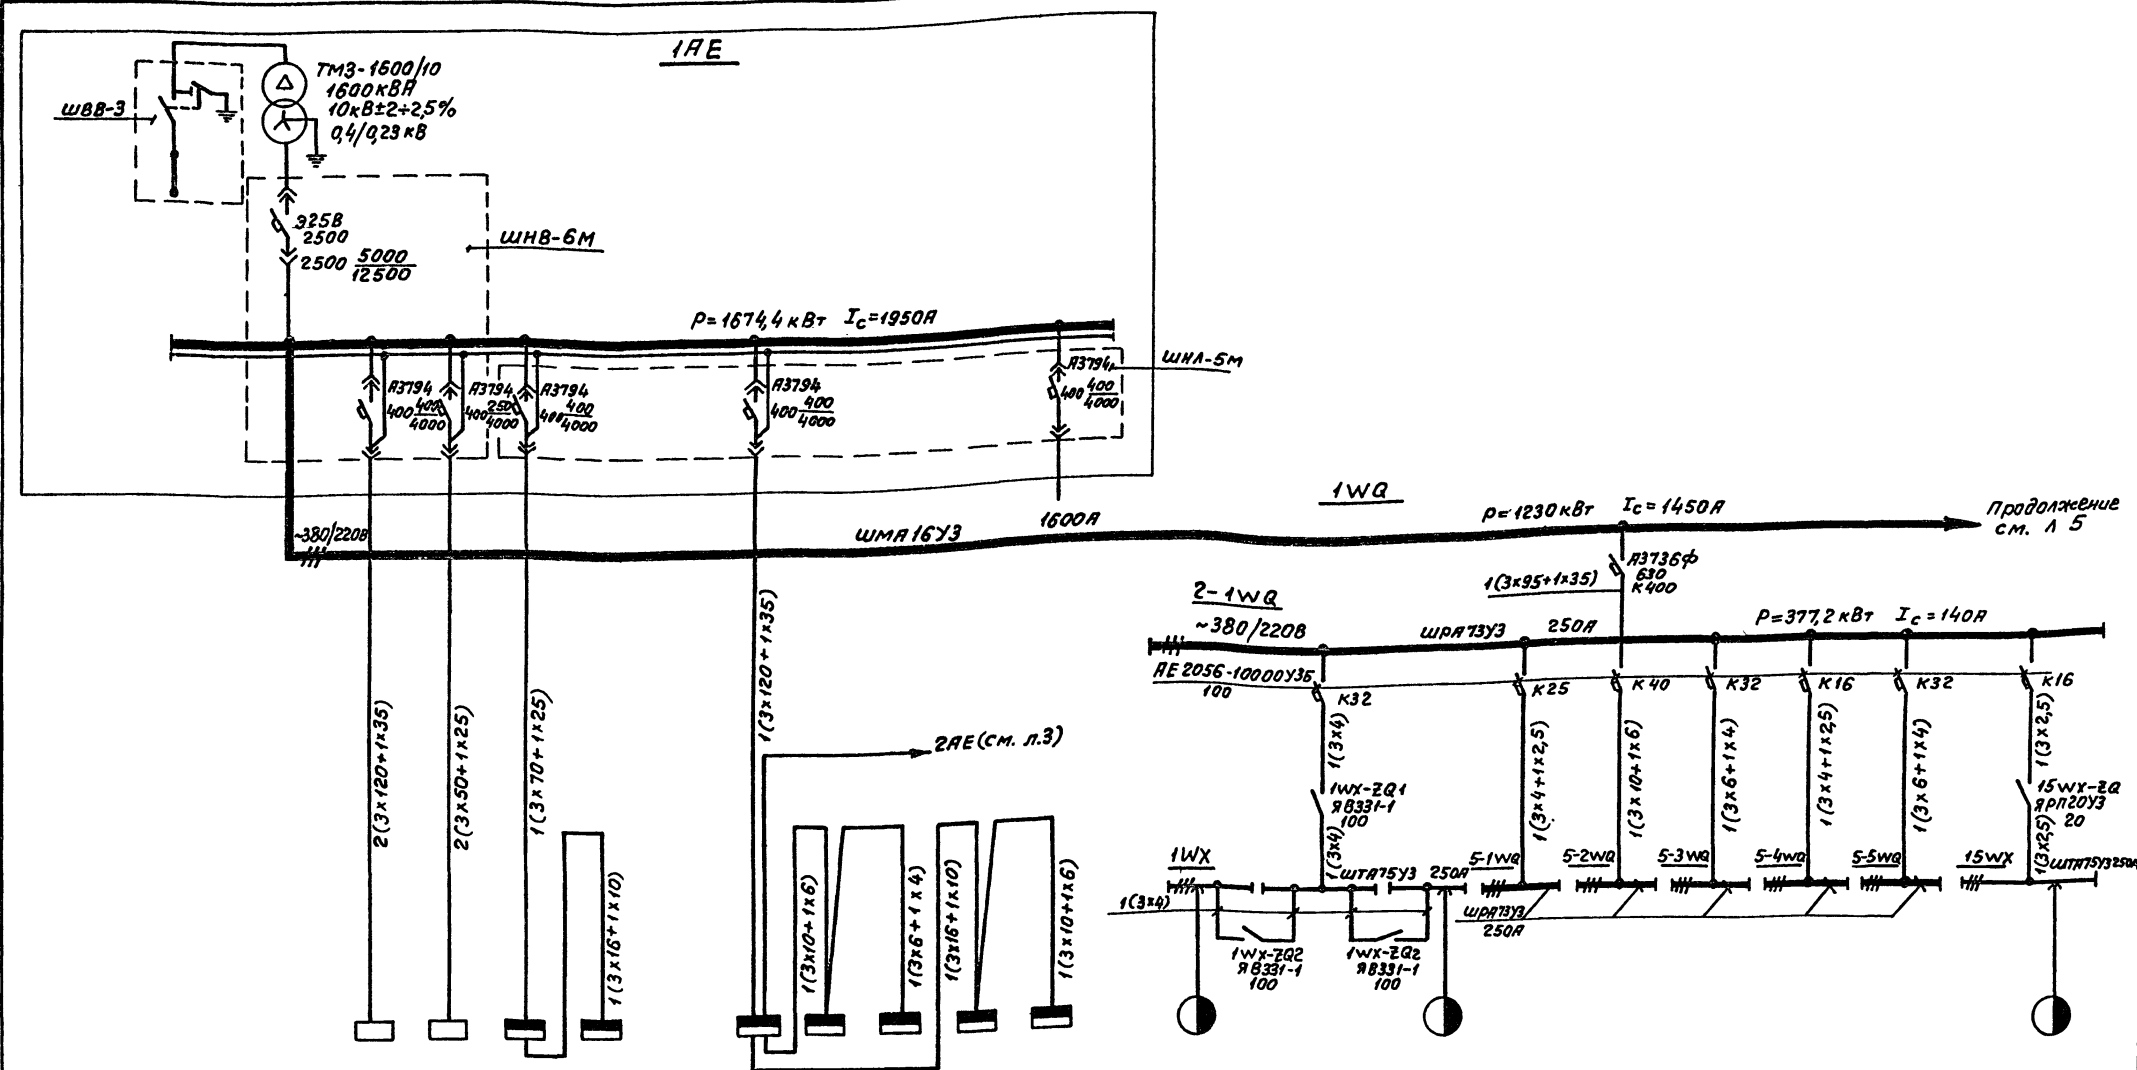 1АЕ
ТМЗ-1600/10
1600кВА
10кВ±2÷2,5%
0,4/0,23кВ
ШВВ-3
Э25В
2500
2500 5000/12500
ШНВ-6М
P=1674,4 кВт Iс=1950А
ШНЛ-5М
А3794
400 400/4000
А3794
400 250/4000
А3794
400 400/4000
А3794
400 400/4000
А3794
400 400/4000
~380/220В
ШМА16У3
1600А
1WQ
P=1230 кВт Iс=1450А
Продолжение
см. л 5
А3736ф
630
К400
1(3х95+1х35)
2-1WQ
~380/220В
ШРА73У3
250А
P=377,2 кВт Iс=140А
АЕ2056-10000У3Б
100
К32
К25
К40
К32
К16
К32
К16
2(3х120+1х35)
2(3х50+1х25)
1(3х70+1х25)
1(3х16+1х10)
1(3х120+1х35)
2АЕ(см. л.3)
1(3х10+1х6)
1(3х6+1х4)
1(3х16+1х10)
1(3х10+1х6)
1(3х4)
1WX-ZQ1
ЯВ331-1
100
1(3х4)
1(3х4+1х2,5)
1(3х10+1х6)
1(3х6+1х4)
1(3х4+1х2,5)
1(3х6+1х4)
1(3х2,5)
15WX-ZQ
ЯРП20У3
20
1(3х2,5)
1WX
ШТА75У3 250А
5-1WQ
5-2WQ
5-3WQ
5-4WQ
5-5WQ
15WX
ШТА75У3 250А
1(3х4)
ШРА73У3
250А
1WX-ZQ2
ЯВ331-1
100
1WX-ZQ2
ЯВ331-1
100